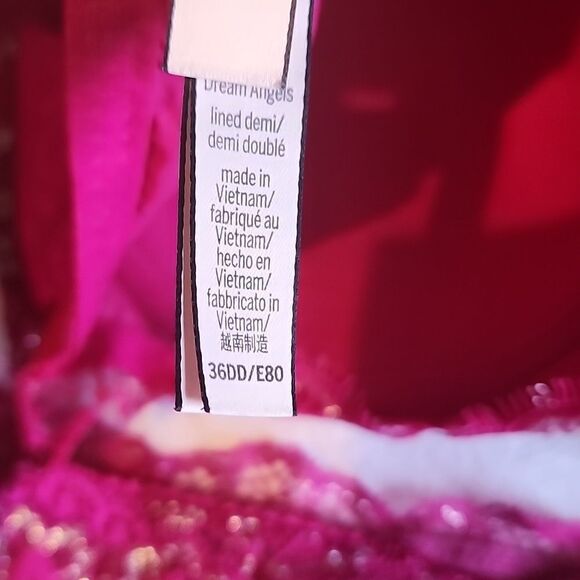 Dream Angels
lined demi/
demi doublé
made in
Vietnam/
fabriqué au
Vietnam/
hecho en
Vietnam/
fabbricato in
Vietnam/
越南制造
36DD/E80